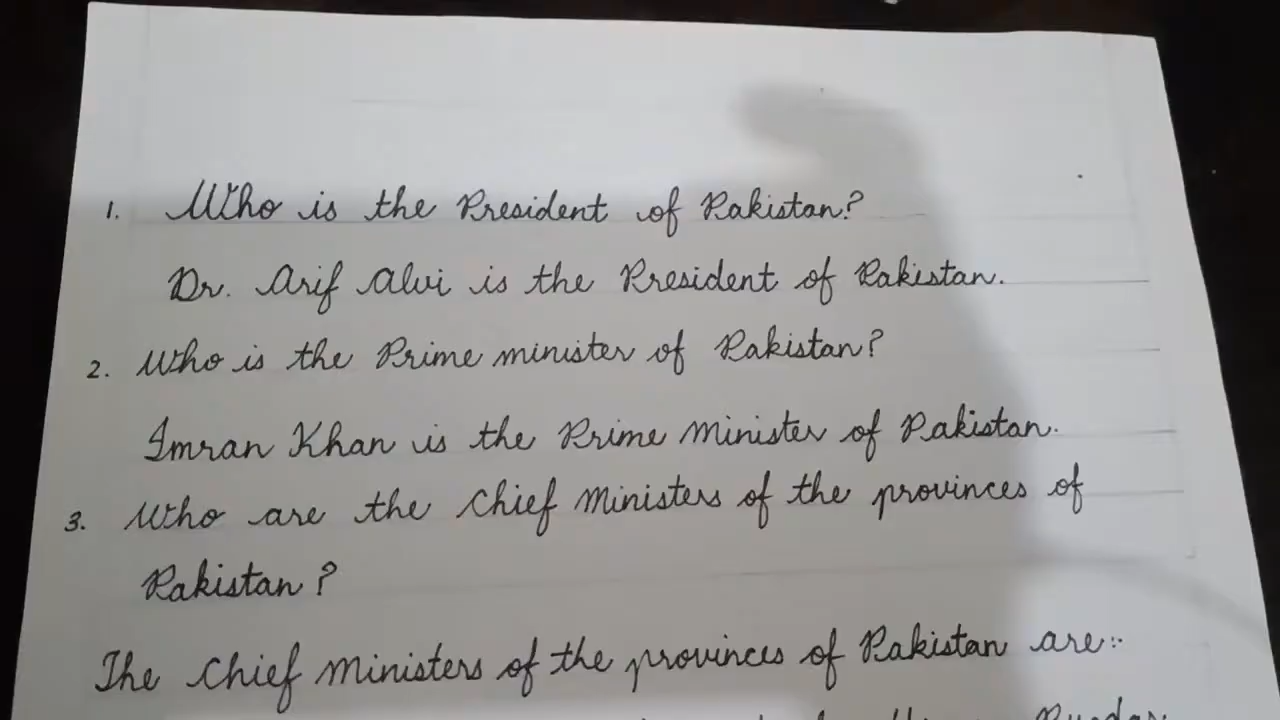 1. Who is the President of Pakistan?
Dr. Arif Alvi is the President of Pakistan.
2. Who is the Prime minister of Pakistan?
Imran Khan is the Prime Minister of Pakistan.
3. Who are the Chief Ministers of the provinces of
Pakistan?
The Chief Ministers of the provinces of Pakistan are:-